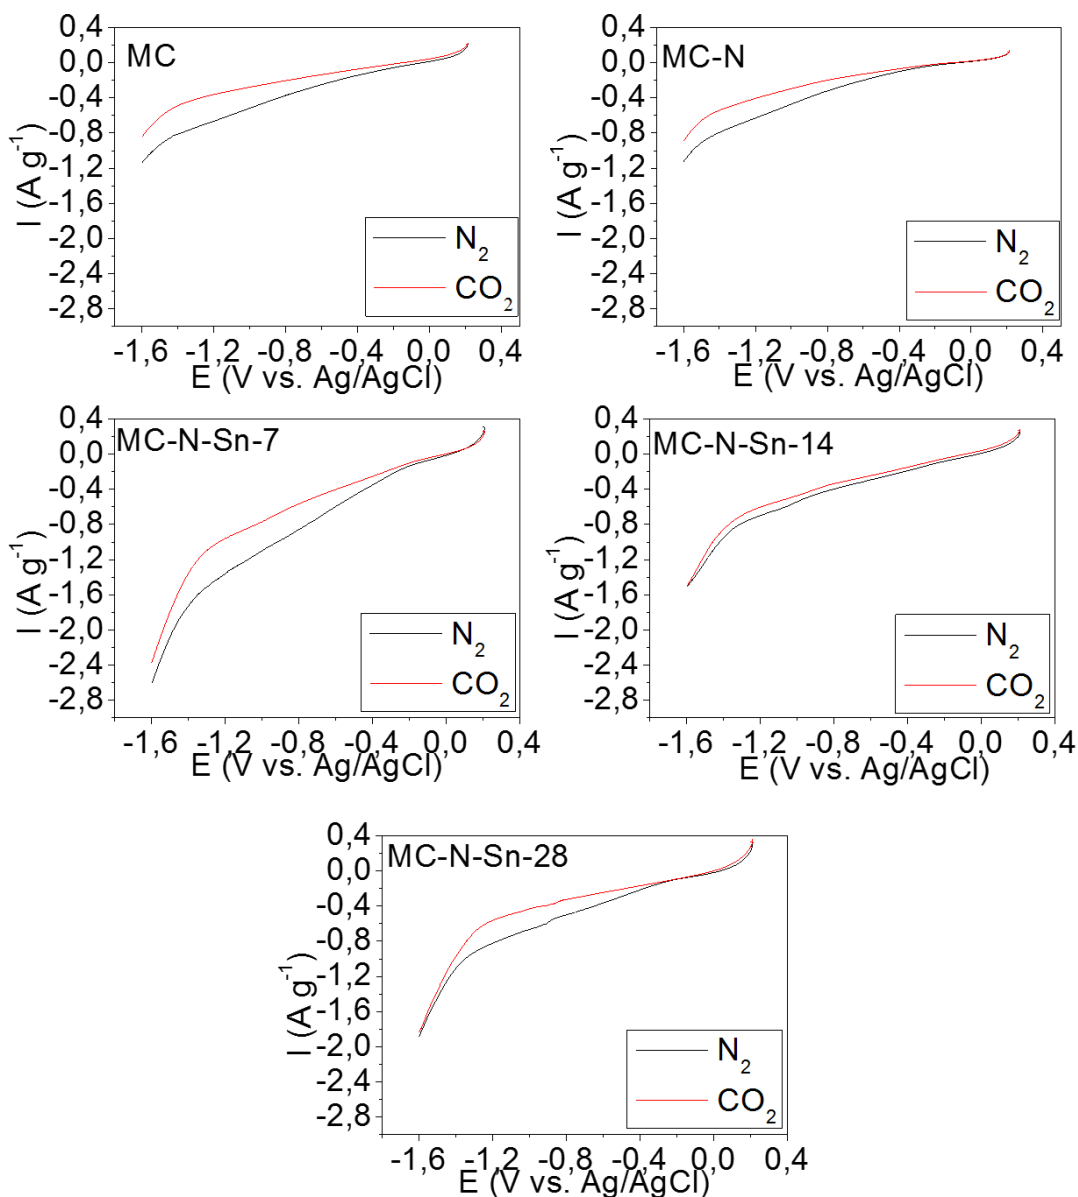 MC
0,4
0,0
-0,4
-0,8
-1,2
-1,6
-2,0
-2,4
-2,8
I (A g⁻¹)
N₂
CO₂
-1,6 -1,2 -0,8 -0,4 0,0 0,4
E (V vs. Ag/AgCl)
MC-N
0,4
0,0
-0,4
-0,8
-1,2
-1,6
-2,0
-2,4
-2,8
I (A g⁻¹)
N₂
CO₂
-1,6 -1,2 -0,8 -0,4 0,0 0,4
E (V vs. Ag/AgCl)
MC-N-Sn-7
0,4
0,0
-0,4
-0,8
-1,2
-1,6
-2,0
-2,4
-2,8
I (A g⁻¹)
N₂
CO₂
-1,6 -1,2 -0,8 -0,4 0,0 0,4
E (V vs. Ag/AgCl)
MC-N-Sn-14
0,4
0,0
-0,4
-0,8
-1,2
-1,6
-2,0
-2,4
-2,8
I (A g⁻¹)
N₂
CO₂
-1,6 -1,2 -0,8 -0,4 0,0 0,4
E (V vs. Ag/AgCl)
MC-N-Sn-28
0,4
0,0
-0,4
-0,8
-1,2
-1,6
-2,0
-2,4
-2,8
I (A g⁻¹)
N₂
CO₂
-1,6 -1,2 -0,8 -0,4 0,0 0,4
E (V vs. Ag/AgCl)